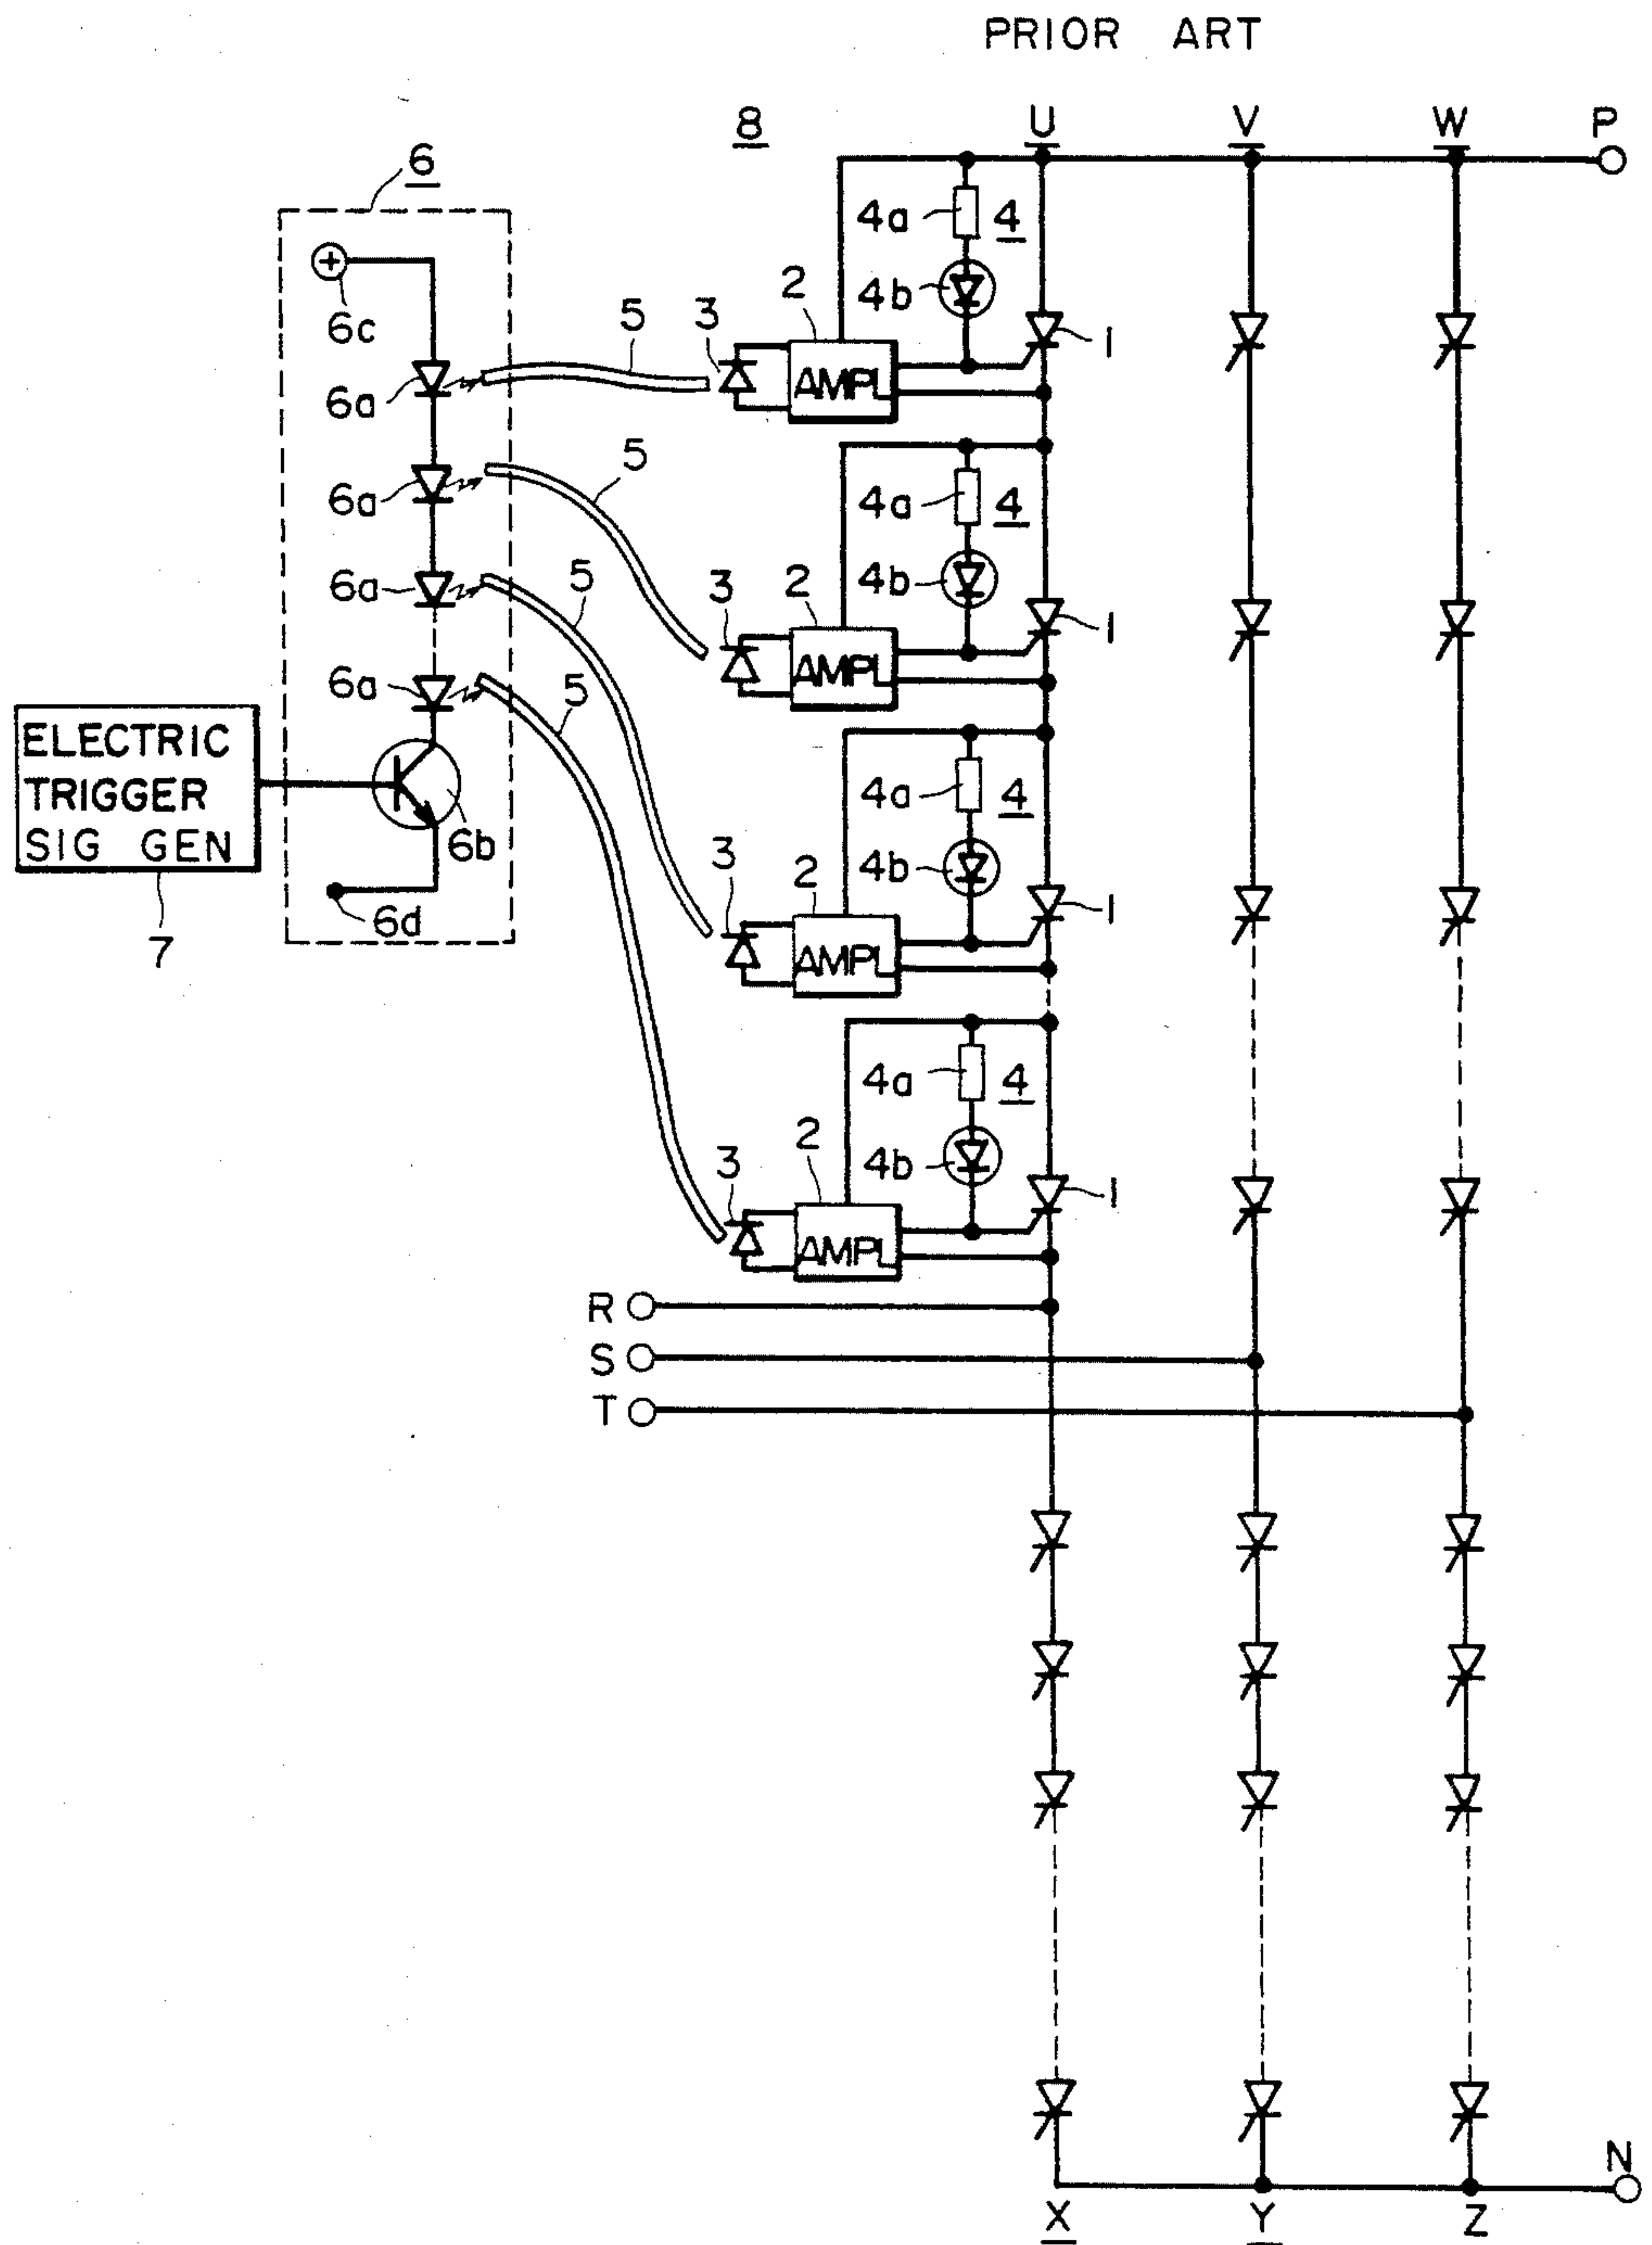 PRIOR ART
8 U V W P
6
4a 4
6c 2 4b
5 3 1
6a AMPL
5 4a 4
6a 2 4b
5 3 1
6a AMPL
6a 5 4a 4
ELECTRIC
TRIGGER
SIG GEN
6b 3 2 4b
7 6d 1
AMPL
4a 4
3 2 4b
1
AMPL
R
S
T
N
X Y Z